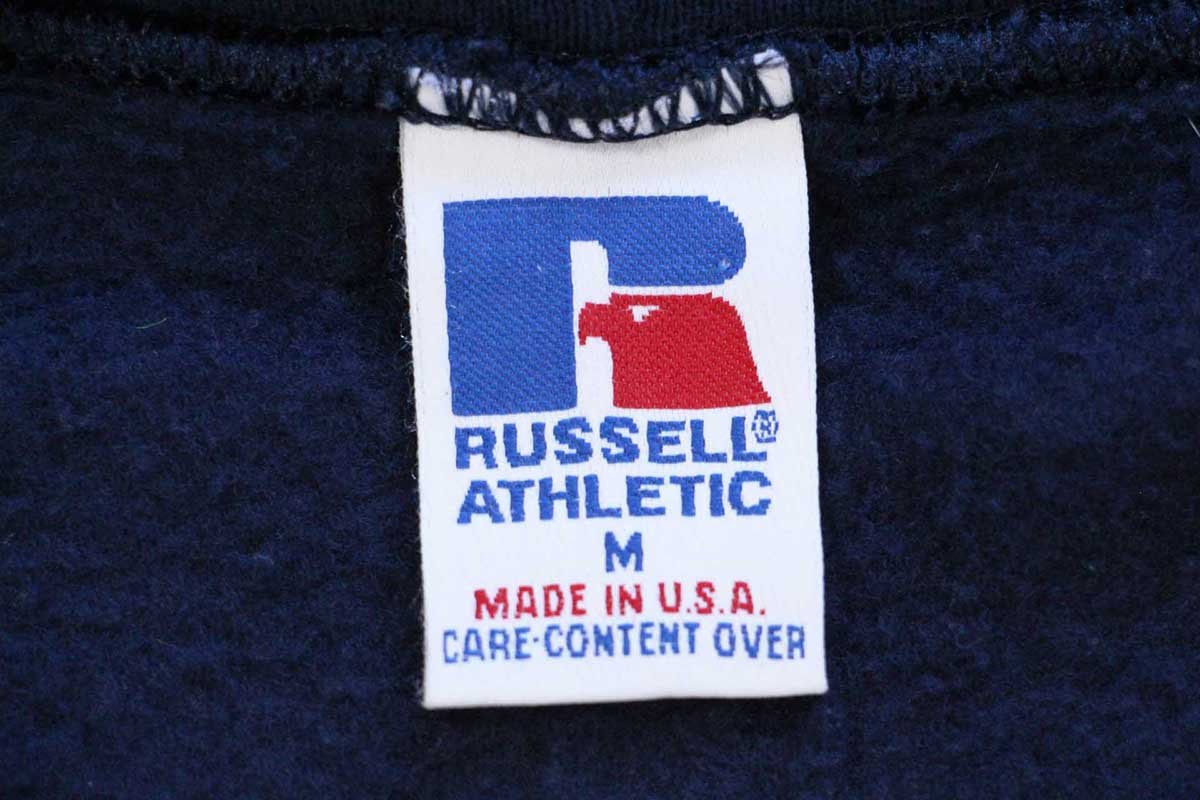 RUSSELL®
ATHLETIC
M
MADE IN U.S.A.
CARE-CONTENT OVER